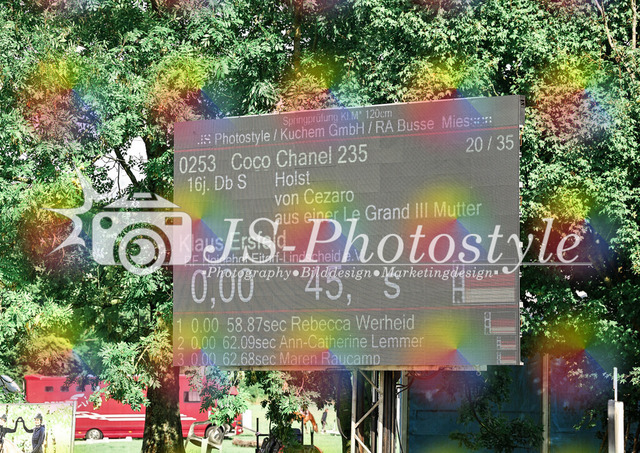 Springprüfung Kl.M* 120cm
JS Photostyle / Kuchem GmbH / RA Busse
0253 Coco Chanel 235 20 / 35
16j. Db S Holst
von Cezaro
aus einer Le Grand III Mutter
Klaus
JS-Photostyle
•Photography•Bilddesign•Marketingdesign•
0,00 45, S
1 0.00 58.87sec Rebecca Werheid
2 0.00 62.09sec Ann-Catherine Lemmer
3 0.00 62.68sec Maren Raucamp